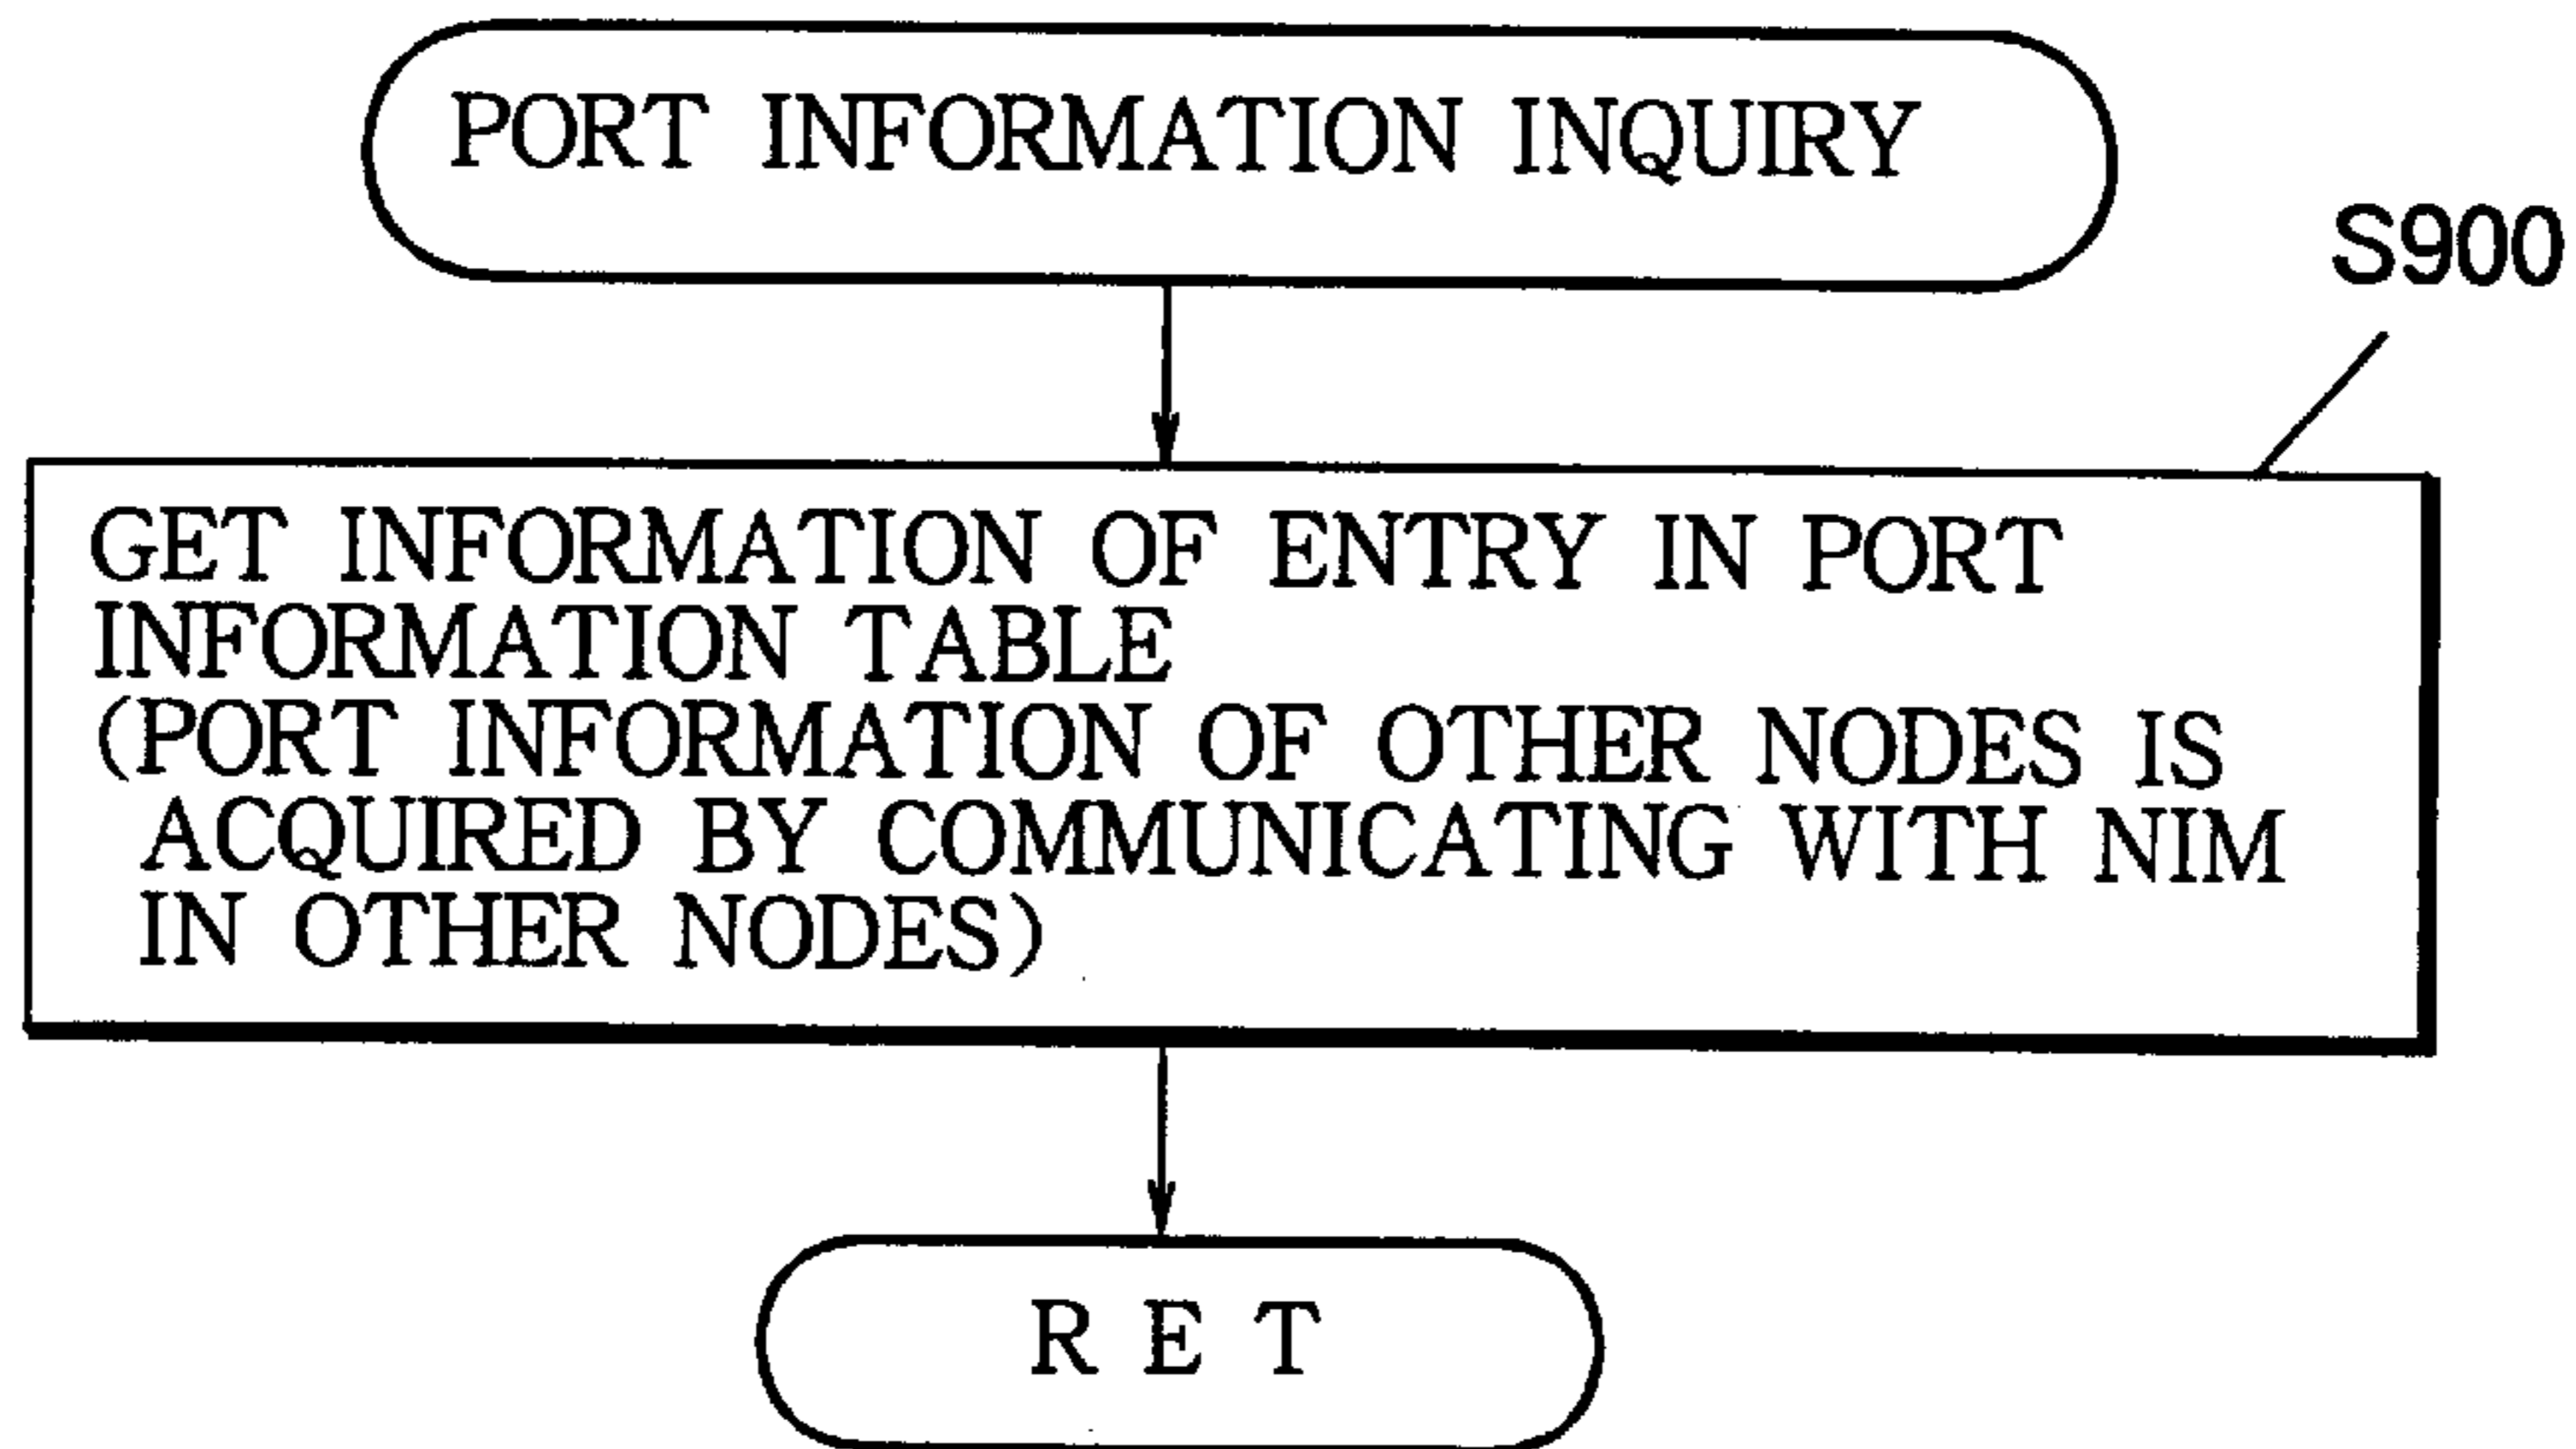 PORT INFORMATION INQUIRY
S900
GET INFORMATION OF ENTRY IN PORT
INFORMATION TABLE
(PORT INFORMATION OF OTHER NODES IS
ACQUIRED BY COMMUNICATING WITH NIM
IN OTHER NODES)
R E T